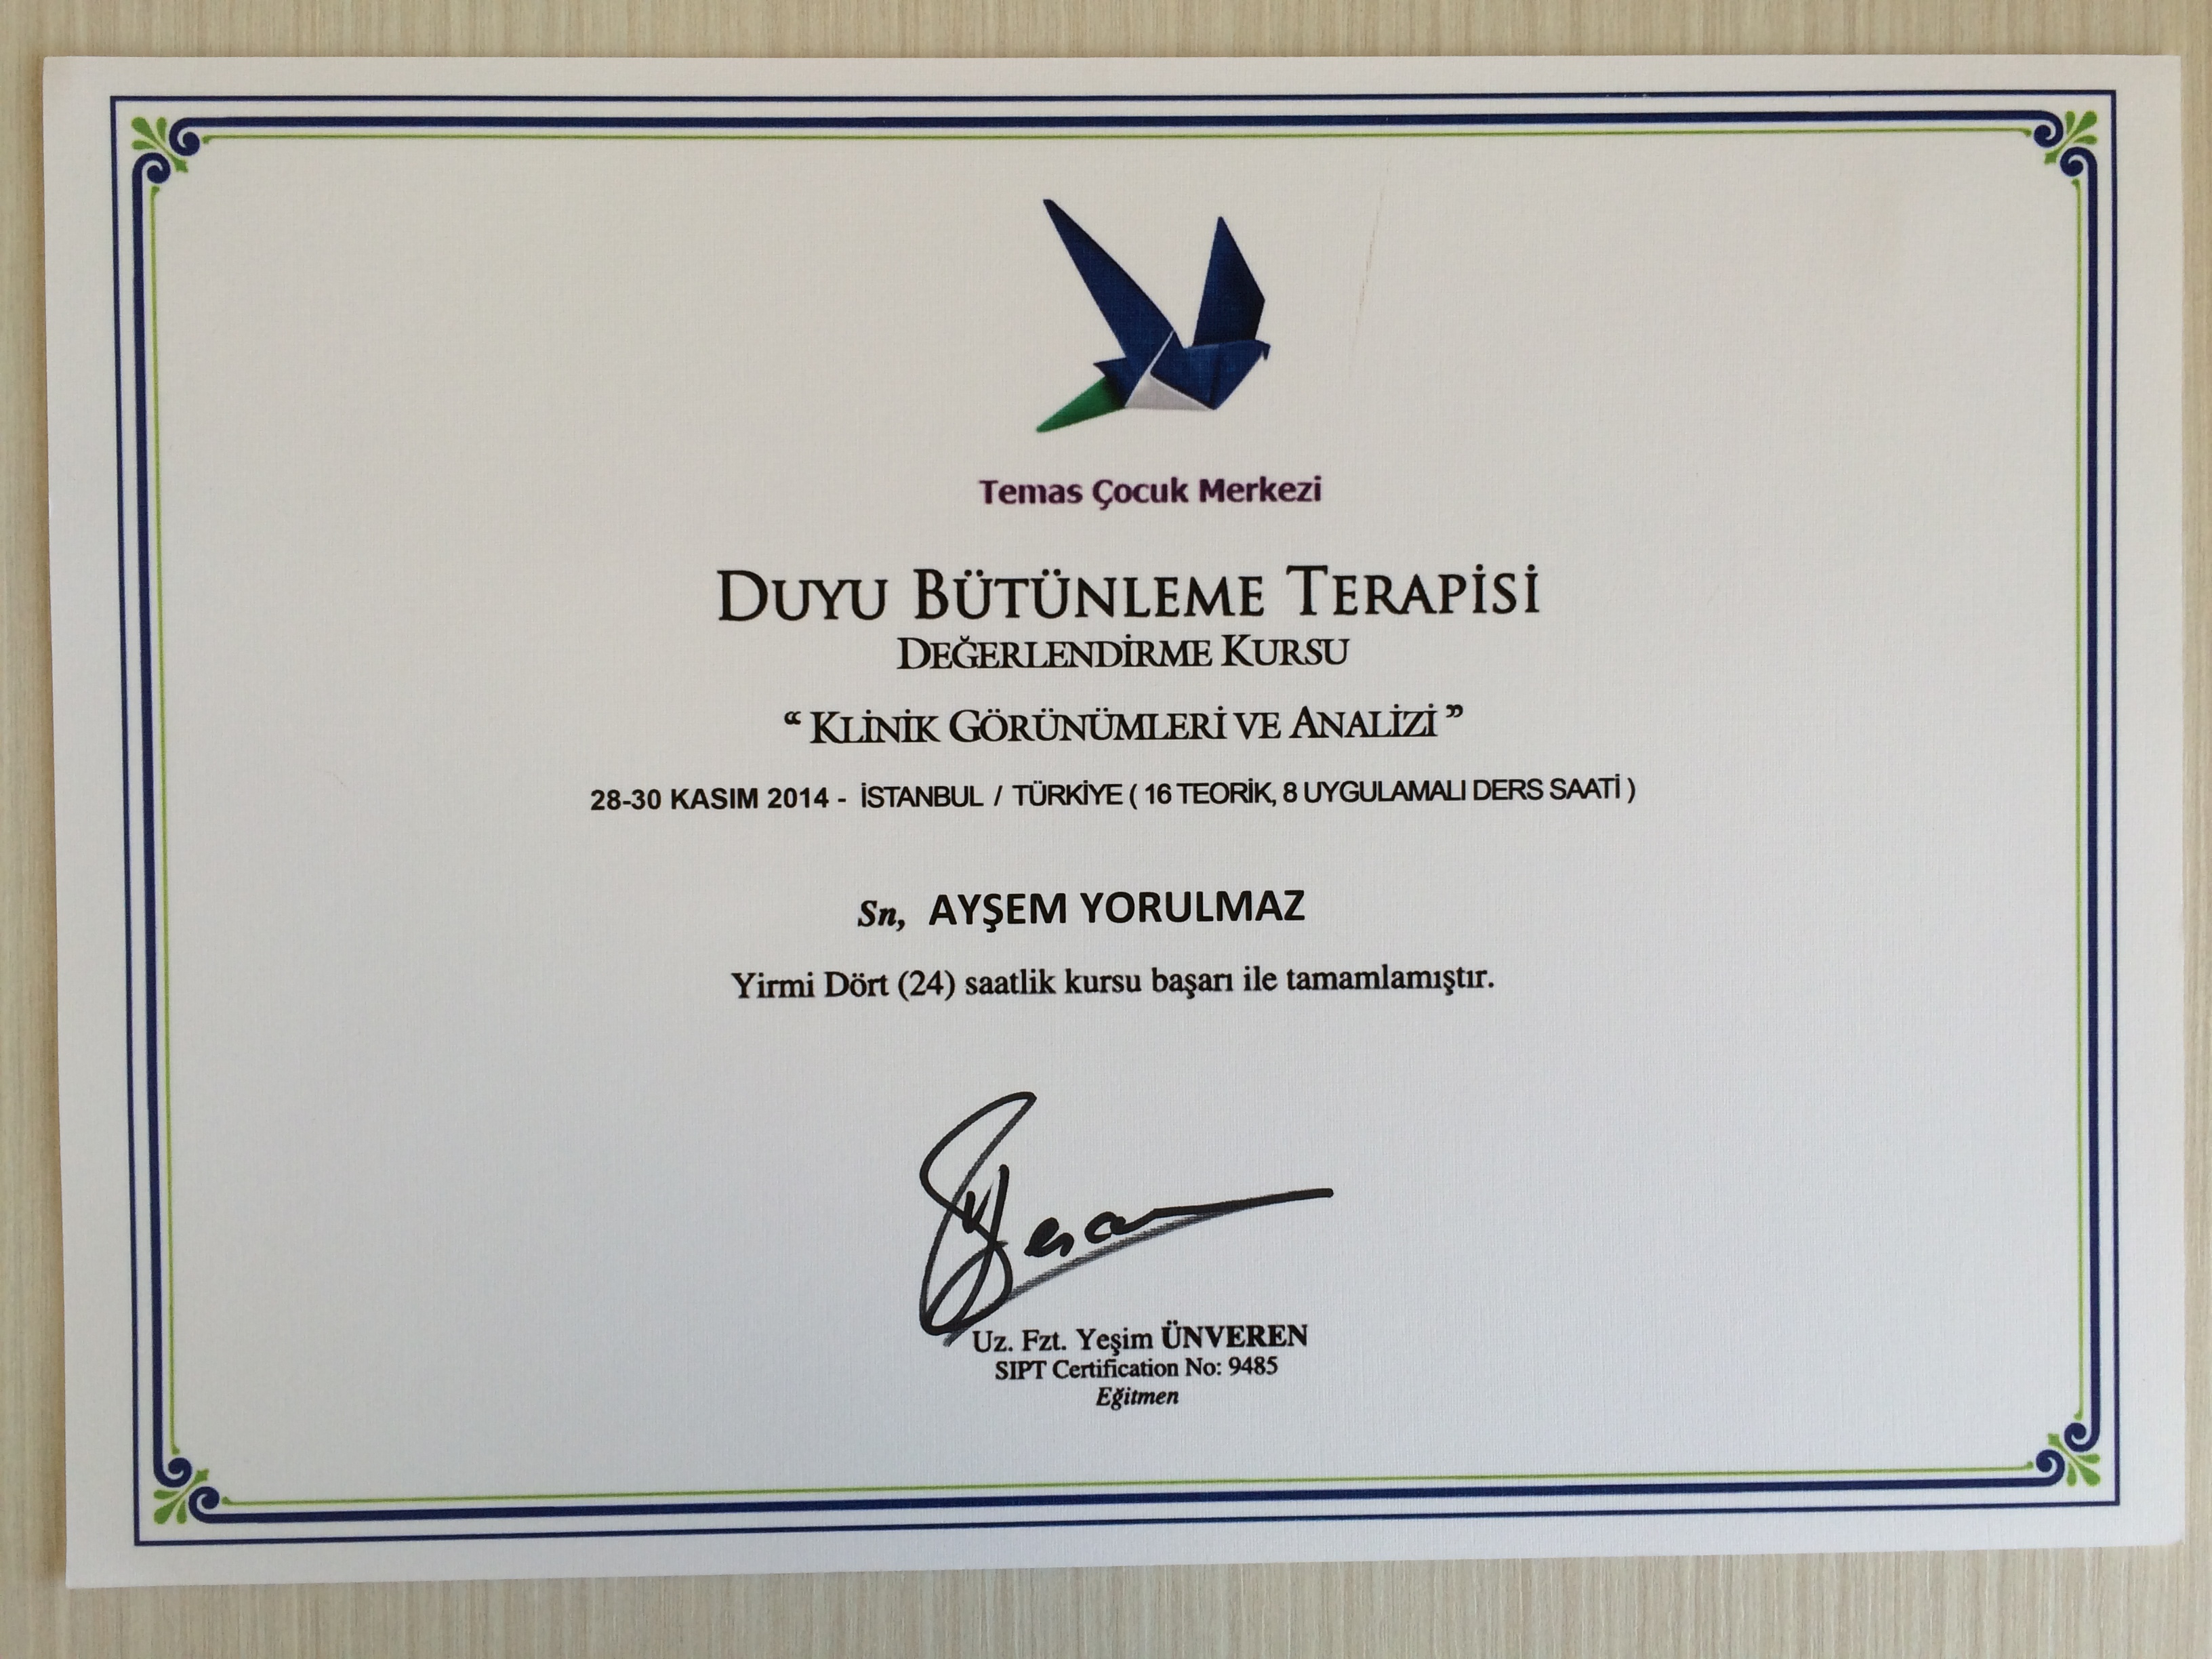 Temas Çocuk Merkezi
DUYU BÜTÜNLEME TERAPİSİ
DEĞERLENDİRME KURSU
“ KLİNİK GÖRÜNÜMLERİ VE ANALİZİ ”
28-30 KASIM 2014 - İSTANBUL / TÜRKİYE ( 16 TEORİK, 8 UYGULAMALI DERS SAATİ )
Sn, AYŞEM YORULMAZ
Yirmi Dört (24) saatlik kursu başarı ile tamamlamıştır.
Uz. Fzt. Yeşim ÜNVEREN
SIPT Certification No: 9485
Eğitmen